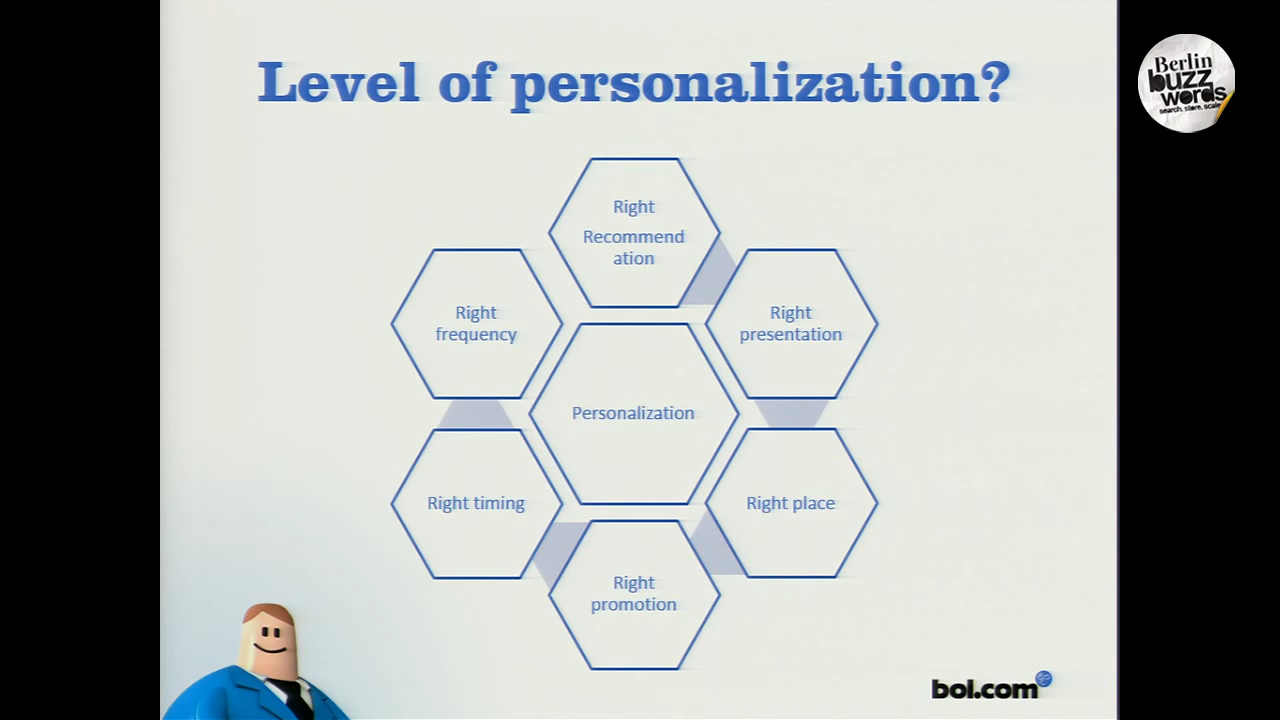 Level of personalization?
Right
Recommend
ation
Right
frequency
Right
presentation
Personalization
Right timing
Right place
Right
promotion
bol.com
Berlin
buzz
words
search. store. scale